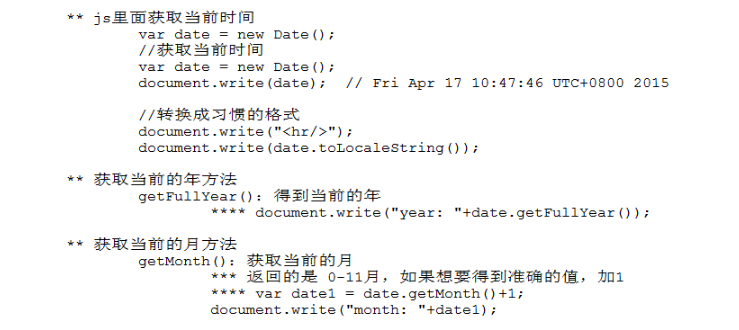 ** js里面获取当前时间
var date = new Date();
//获取当前时间
var date = new Date();
document.write(date);  // Fri Apr 17 10:47:46 UTC+0800 2015
//转换成习惯的格式
document.write("<hr/>");
document.write(date.toLocaleString());
** 获取当前的年方法
getFullYear()：得到当前的年
**** document.write("year: "+date.getFullYear());
** 获取当前的月方法
getMonth()：获取当前的月
*** 返回的是 0-11月，如果想要得到准确的值，加1
**** var date1 = date.getMonth()+1;
document.write("month: "+date1);